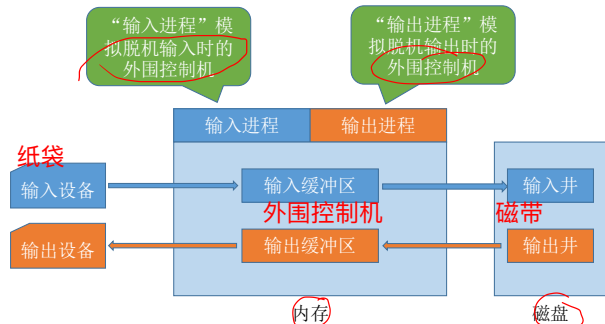 “输入进程”模
拟脱机输入时的
外围控制机
“输出进程”模
拟脱机输出时的
外围控制机
输入进程
输出进程
纸袋
输入设备
输入缓冲区
输入井
外围控制机
磁带
输出设备
输出缓冲区
输出井
内存
磁盘